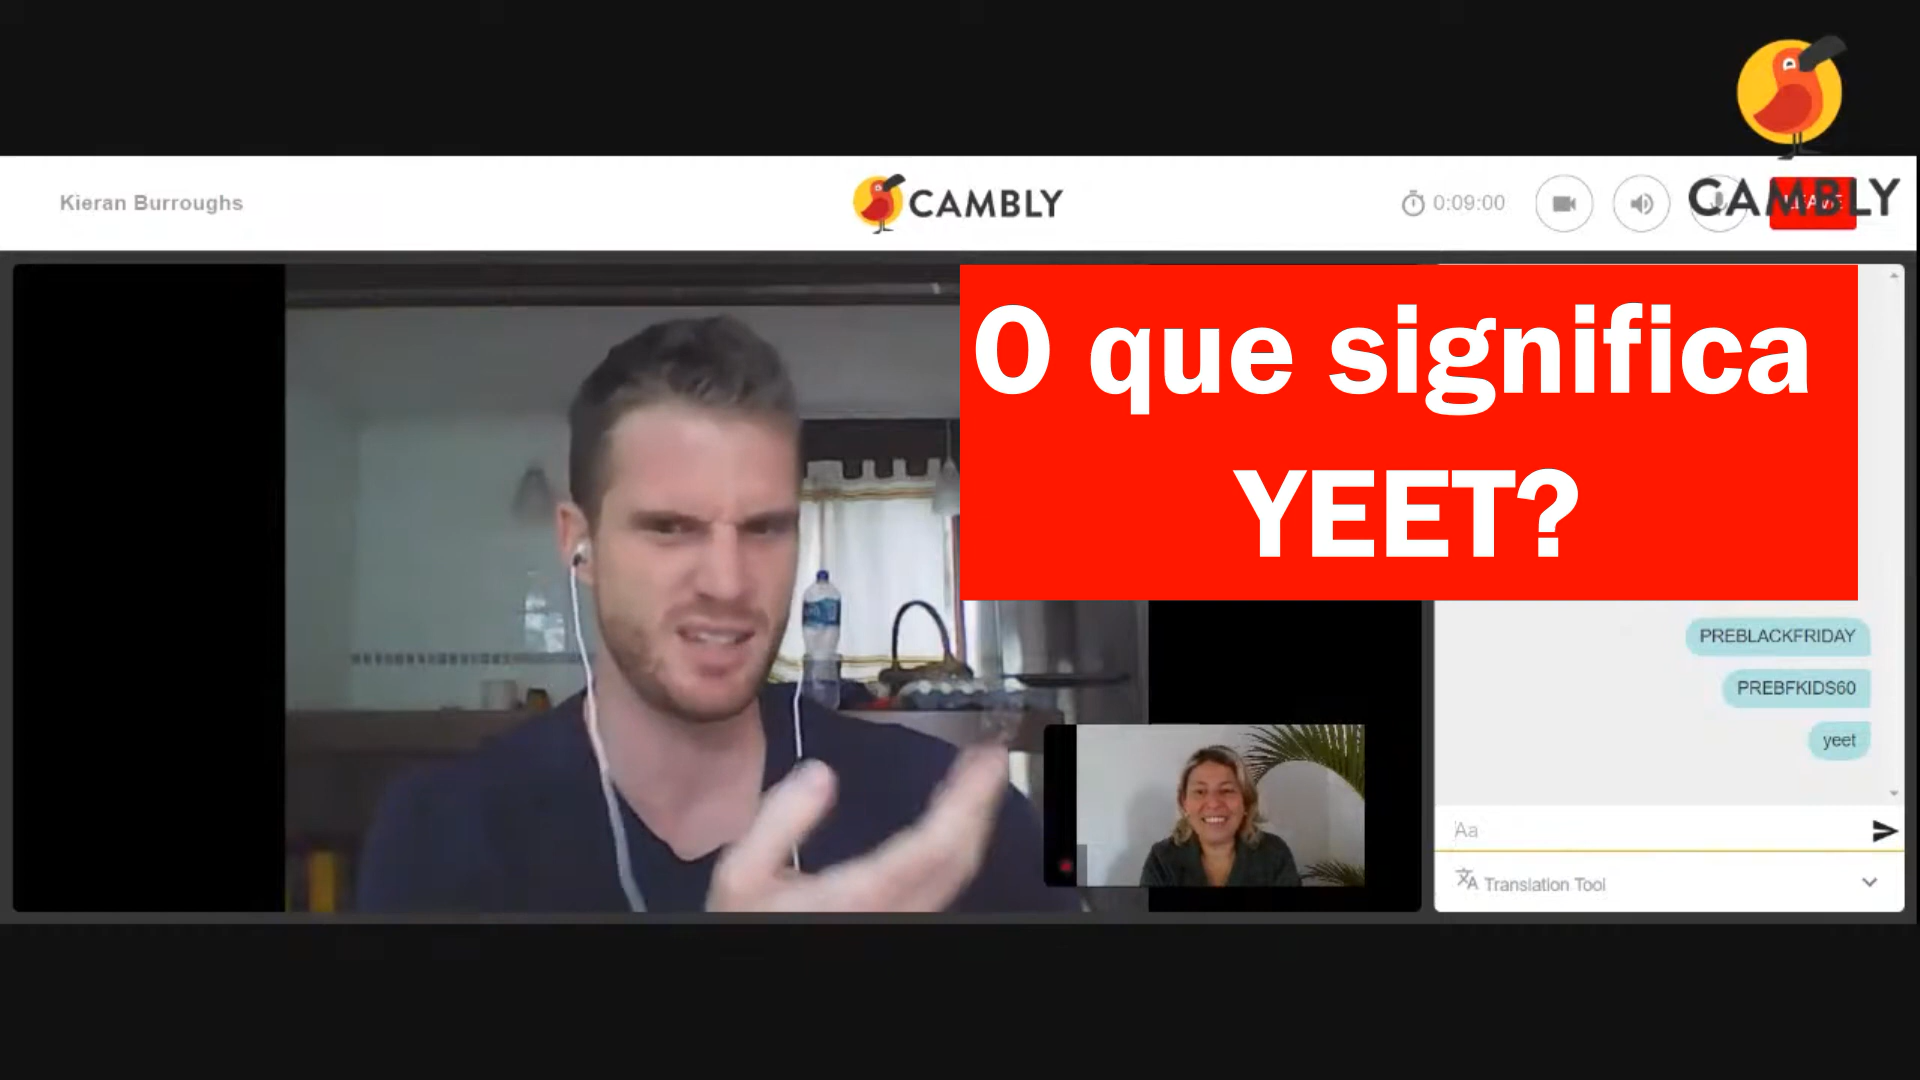 Kieran Burroughs
CAMBLY
0:09:00
CAMBLY
O que significa
YEET?
PREBLACKFRIDAY
PREBFKIDS60
yeet
Aa
Translation Tool